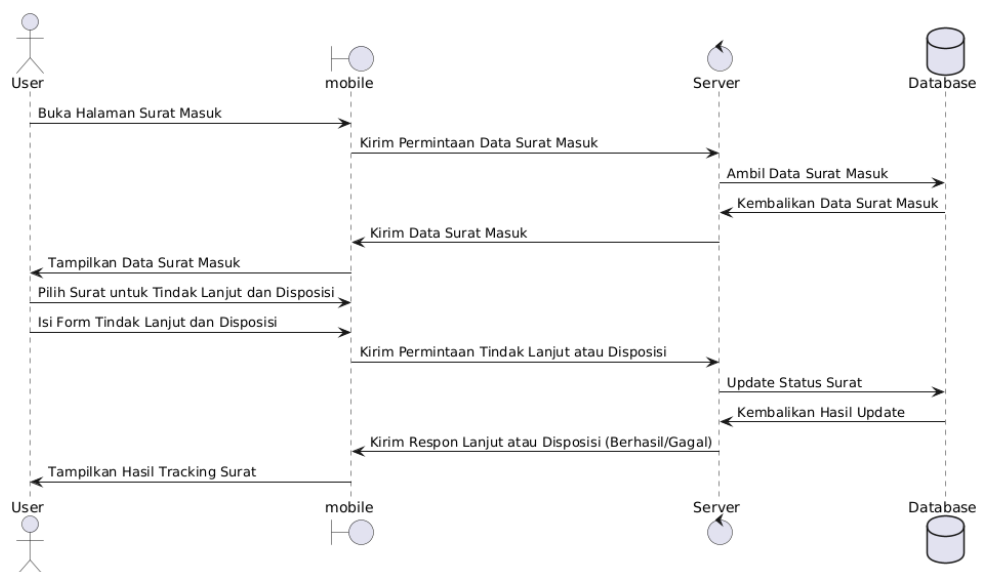 User
mobile
Server
Database
Buka Halaman Surat Masuk
Kirim Permintaan Data Surat Masuk
Ambil Data Surat Masuk
Kembalikan Data Surat Masuk
Kirim Data Surat Masuk
Tampilkan Data Surat Masuk
Pilih Surat untuk Tindak Lanjut dan Disposisi
Isi Form Tindak Lanjut dan Disposisi
Kirim Permintaan Tindak Lanjut atau Disposisi
Update Status Surat
Kembalikan Hasil Update
Kirim Respon Lanjut atau Disposisi (Berhasil/Gagal)
Tampilkan Hasil Tracking Surat
User
mobile
Server
Database